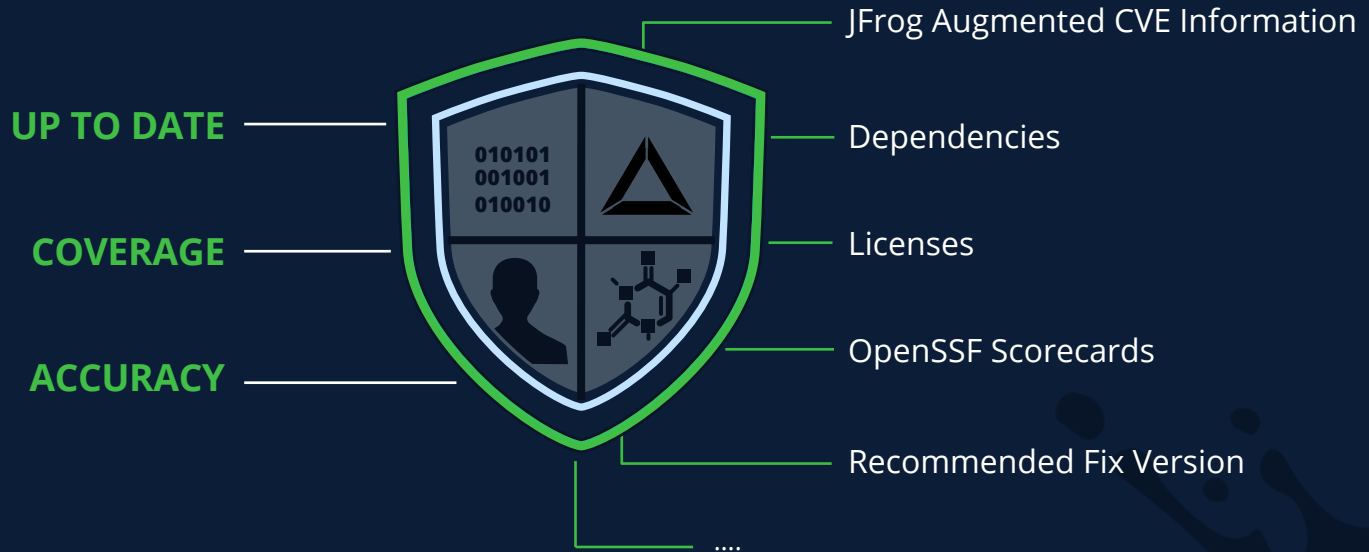 UP TO DATE
COVERAGE
ACCURACY
010101
001001
010010
JFrog Augmented CVE Information
Dependencies
Licenses
OpenSSF Scorecards
Recommended Fix Version
....